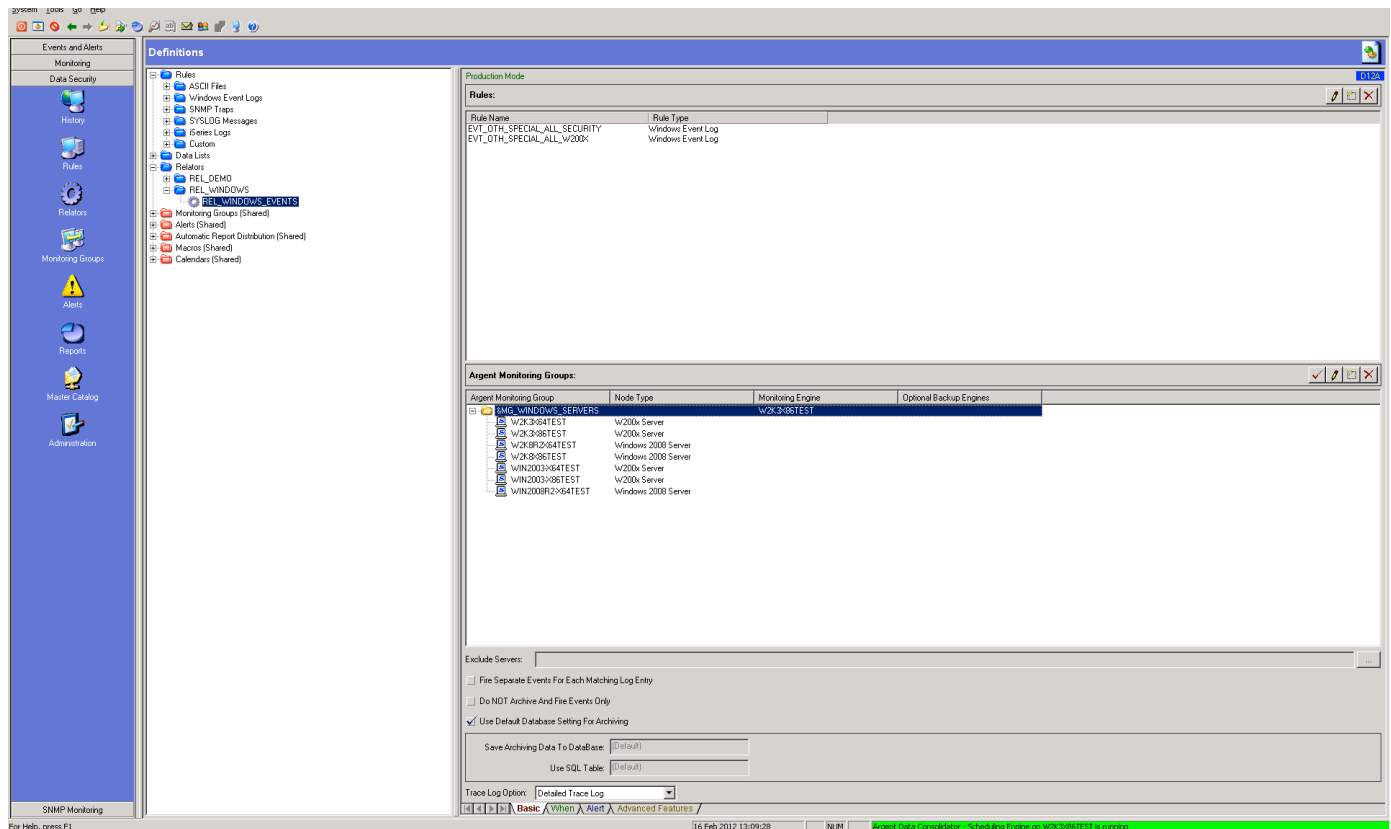 System Tools Go Help
Events and Alerts
Monitoring
Data Security
History
Rules
Relators
Monitoring Groups
Alerts
Reports
Master Catalog
Administration
SNMP Monitoring
Definitions
Rules
ASCII Files
Windows Event Logs
SNMP Traps
SYSLOG Messages
iSeries Logs
Custom
Data Lists
Relators
REL_DEMO
REL_WINDOWS
REL_WINDOWS_EVENTS
Monitoring Groups (Shared)
Alerts (Shared)
Automatic Report Distribution (Shared)
Macros (Shared)
Calendars (Shared)
Production Mode D12A
Rules:
Rule Name Rule Type
EVT_OTH_SPECIAL_ALL_SECURITY Windows Event Log
EVT_OTH_SPECIAL_ALL_W200X Windows Event Log
Argent Monitoring Groups:
Argent Monitoring Group Node Type Monitoring Engine Optional Backup Engines
&MG_WINDOWS_SERVERS W2K3X86TEST
W2K3X64TEST W200x Server
W2K3X86TEST W200x Server
W2K8R2X64TEST Windows 2008 Server
W2K8X86TEST Windows 2008 Server
WIN2003-X64TEST W200x Server
WIN2003-X86TEST W200x Server
WIN2008R2-X64TEST Windows 2008 Server
Exclude Servers: ...
Fire Separate Events For Each Matching Log Entry
Do NOT Archive And Fire Events Only
Use Default Database Setting For Archiving
Save Archiving Data To DataBase: (Default)
Use SQL Table: (Default)
Trace Log Option: Detailed Trace Log
Basic When Alert Advanced Features
For Help, press F1 16 Feb 2012 13:09:28 NUM Argent Data Consolidator - Scheduling Engine on W2K3X86TEST is running